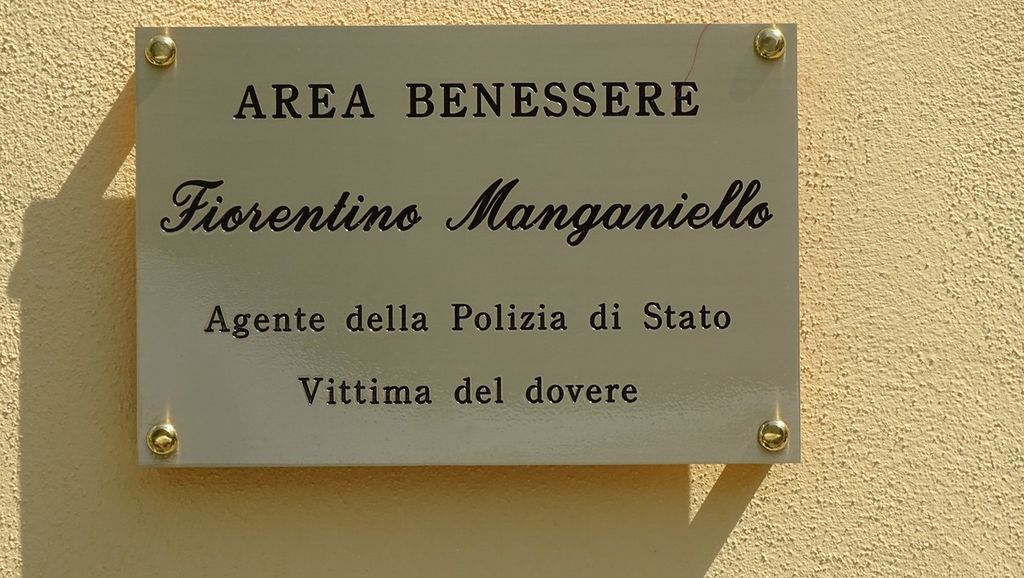 AREA BENESSERE
Fiorentino Manganiello
Agente della Polizia di Stato
Vittima del dovere